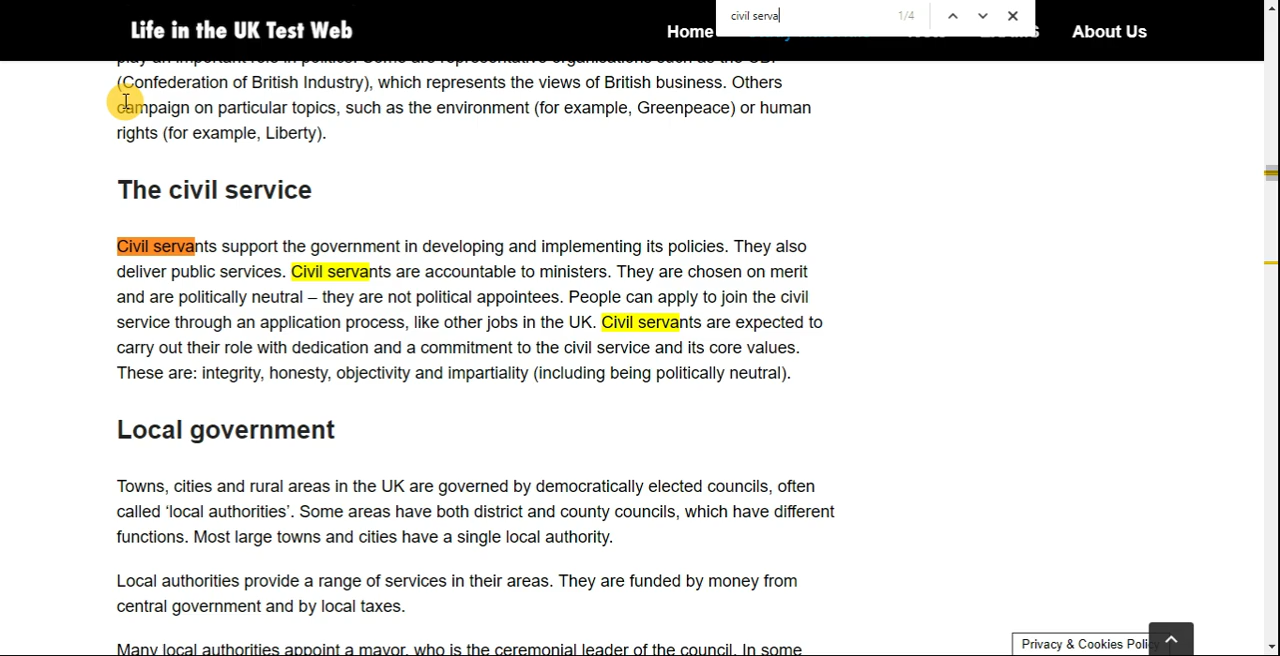 Life in the UK Test Web
Home
About Us
civil serva
1/4
play an important role in politics. Some are representative organisations such as the CBI
(Confederation of British Industry), which represents the views of British business. Others
campaign on particular topics, such as the environment (for example, Greenpeace) or human
rights (for example, Liberty).
The civil service
Civil servants support the government in developing and implementing its policies. They also
deliver public services. Civil servants are accountable to ministers. They are chosen on merit
and are politically neutral – they are not political appointees. People can apply to join the civil
service through an application process, like other jobs in the UK. Civil servants are expected to
carry out their role with dedication and a commitment to the civil service and its core values.
These are: integrity, honesty, objectivity and impartiality (including being politically neutral).
Local government
Towns, cities and rural areas in the UK are governed by democratically elected councils, often
called ‘local authorities’. Some areas have both district and county councils, which have different
functions. Most large towns and cities have a single local authority.
Local authorities provide a range of services in their areas. They are funded by money from
central government and by local taxes.
Many local authorities appoint a mayor, who is the ceremonial leader of the council. In some
Privacy & Cookies Policy